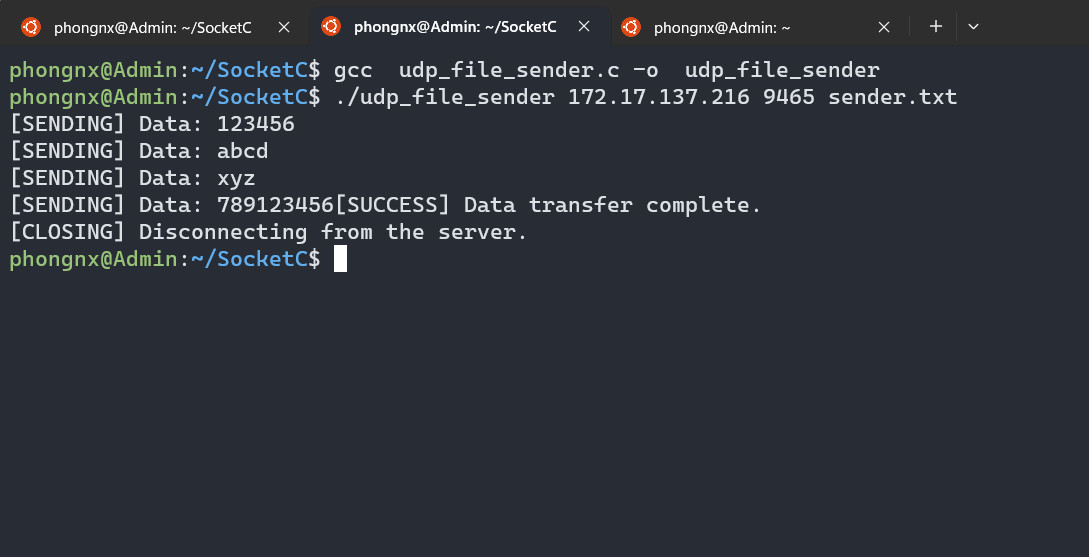 phongnx@Admin: ~/SocketC
phongnx@Admin: ~/SocketC
phongnx@Admin: ~
phongnx@Admin:~/SocketC$ gcc  udp_file_sender.c -o  udp_file_sender
phongnx@Admin:~/SocketC$ ./udp_file_sender 172.17.137.216 9465 sender.txt
[SENDING] Data: 123456
[SENDING] Data: abcd
[SENDING] Data: xyz
[SENDING] Data: 789123456[SUCCESS] Data transfer complete.
[CLOSING] Disconnecting from the server.
phongnx@Admin:~/SocketC$